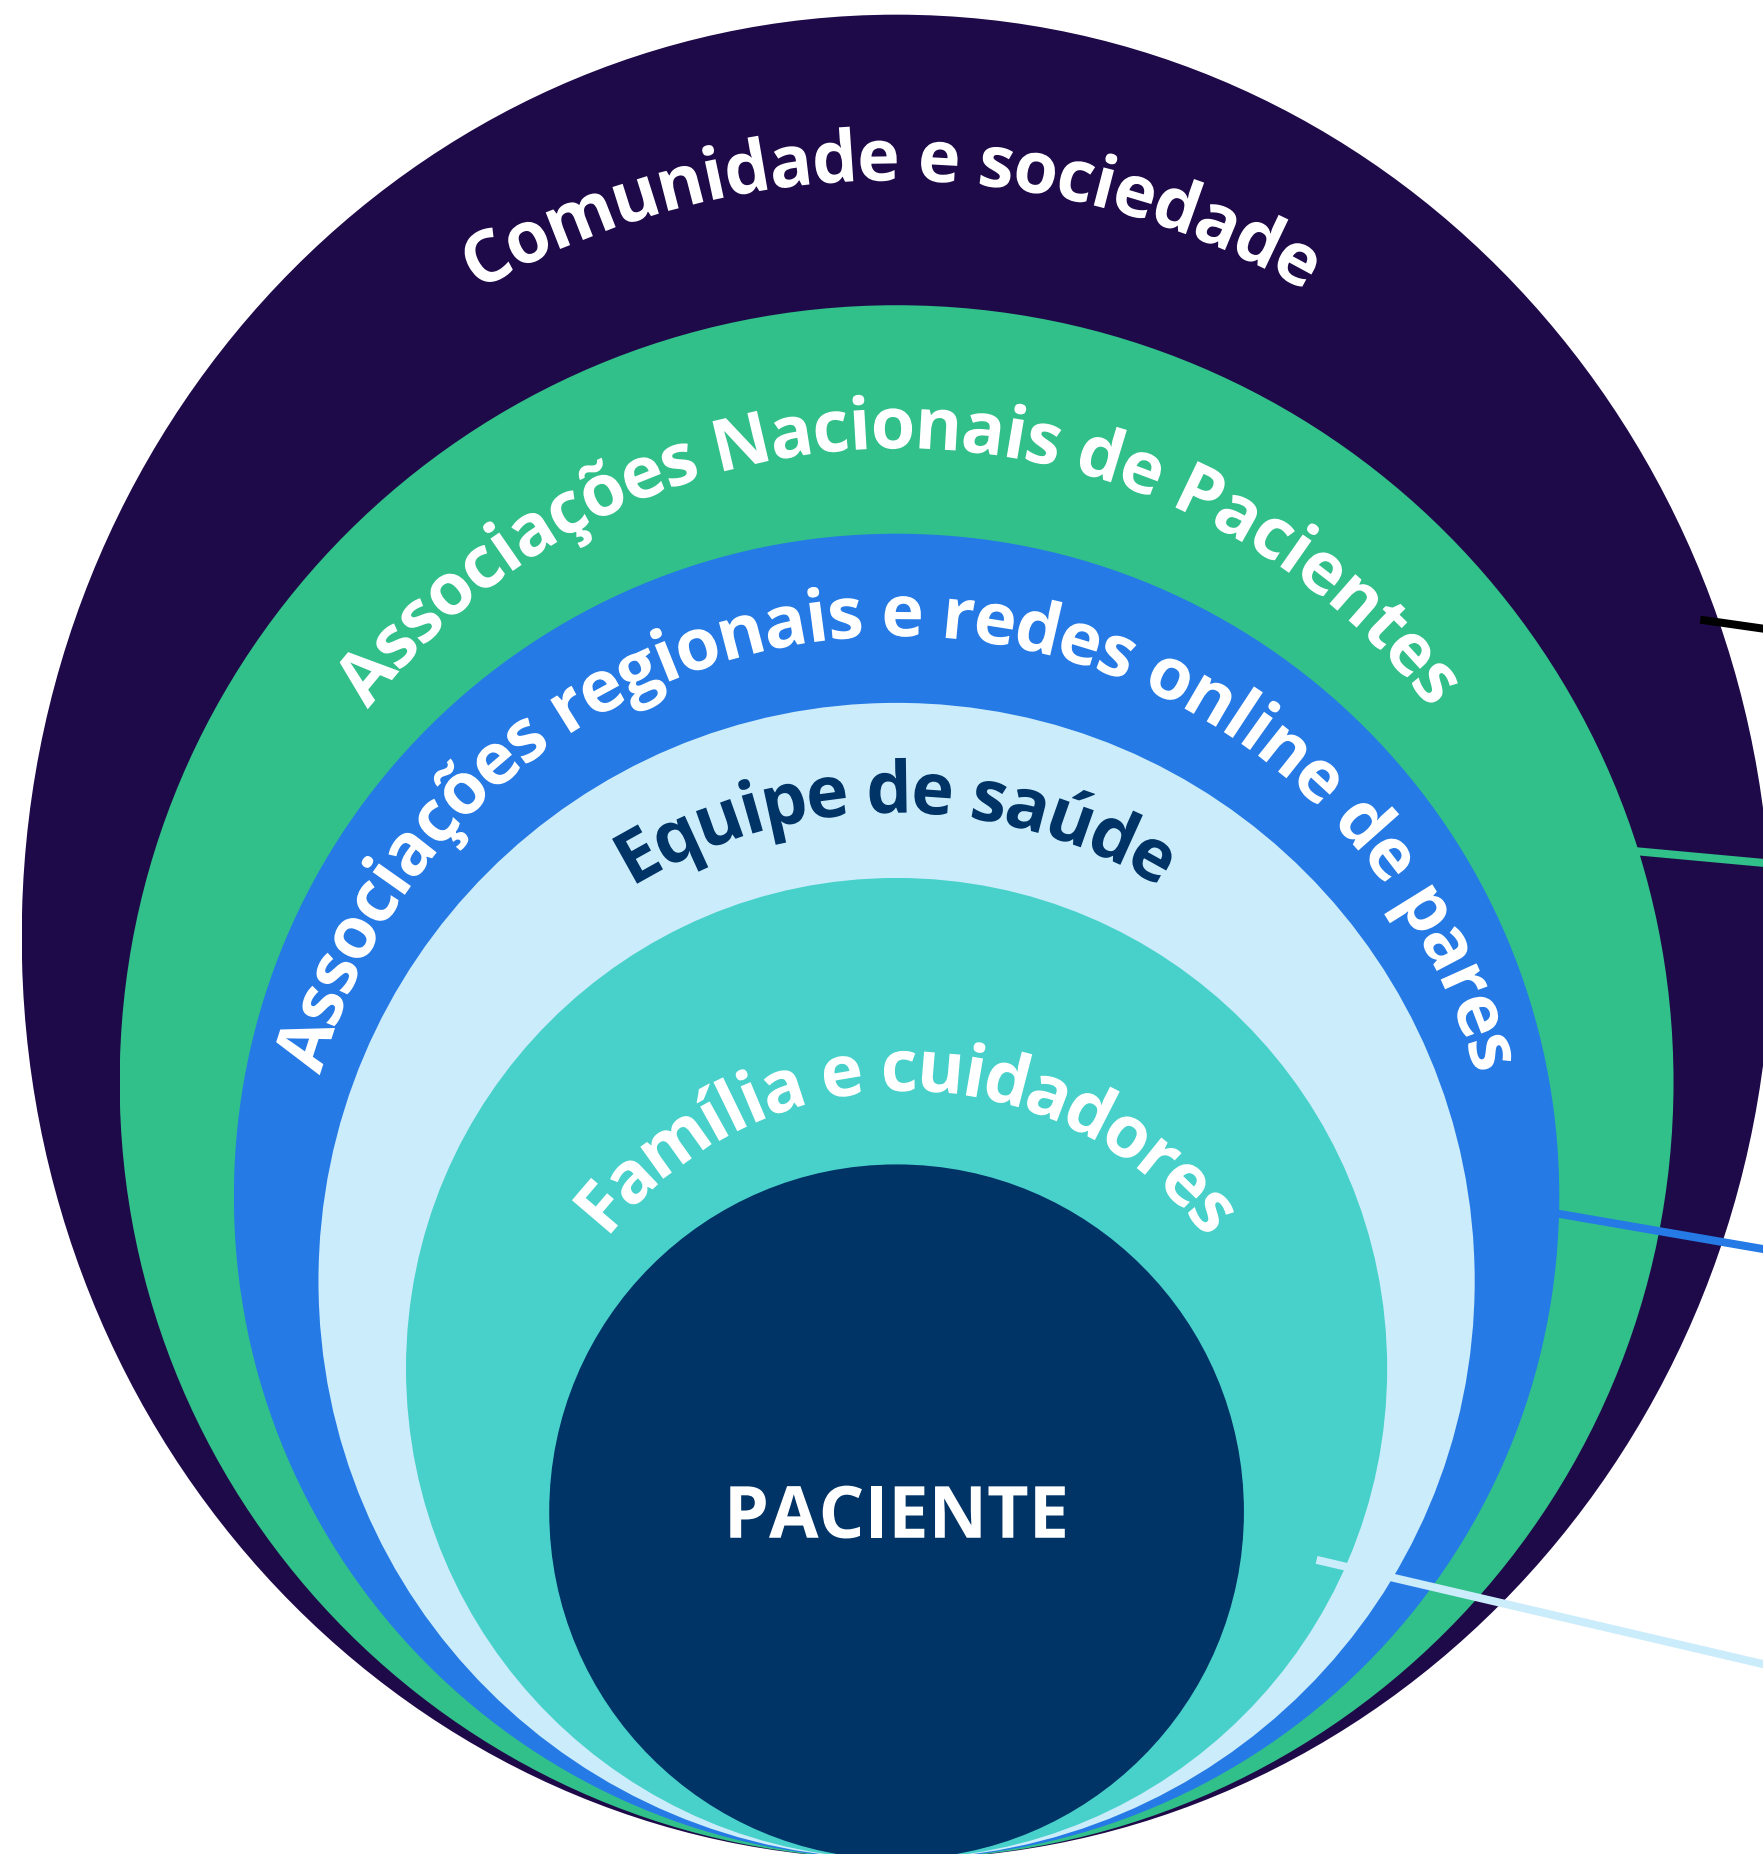 Comunidade e sociedade
Associações Nacionais de Pacientes
Associações regionais e redes online de pares
Equipe de saúde
Família e cuidadores
PACIENTE